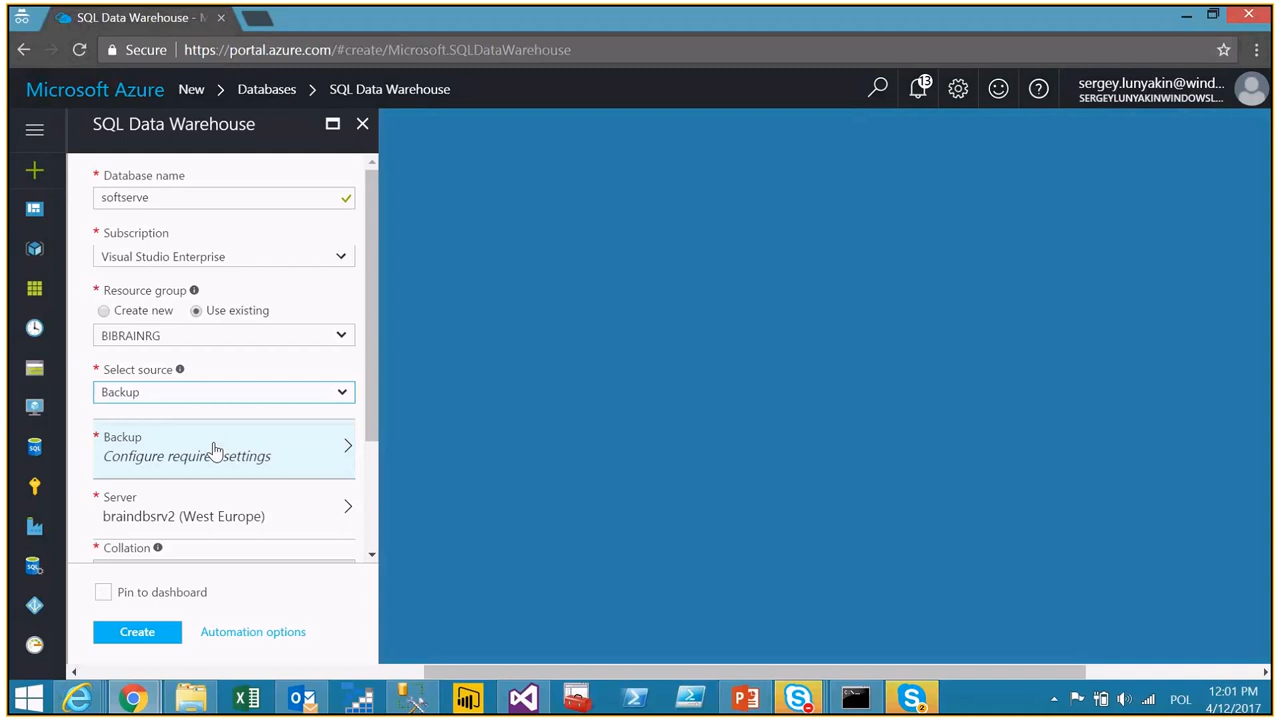 SQL Data Warehouse - M
Secure https://portal.azure.com/#create/Microsoft.SQLDataWarehouse
Microsoft Azure New > Databases > SQL Data Warehouse
13
sergey.lunyakin@wind...
SERGEYLUNYAKINWINDOWSL...
SQL Data Warehouse
* Database name
softserve
* Subscription
Visual Studio Enterprise
* Resource group
Create new Use existing
BIBRAINRG
* Select source
Backup
* Backup
Configure required settings
* Server
braindbsrv2 (West Europe)
* Collation
Pin to dashboard
Create Automation options
POL
12:01 PM
4/12/2017